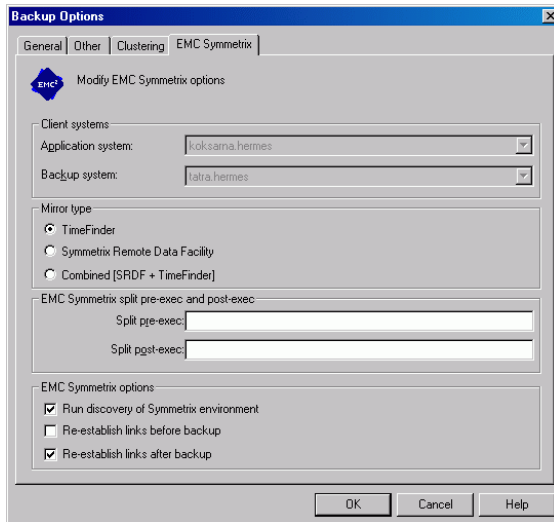 Backup Options
General Other Clustering EMC Symmetrix
EMC²
Modify EMC Symmetrix options
Client systems
Application system: koksarna.hermes
Backup system: tatra.hermes
Mirror type
TimeFinder
Symmetrix Remote Data Facility
Combined [SRDF + TimeFinder]
EMC Symmetrix split pre-exec and post-exec
Split pre-exec:
Split post-exec:
EMC Symmetrix options
Run discovery of Symmetrix environment
Re-establish links before backup
Re-establish links after backup
OK Cancel Help